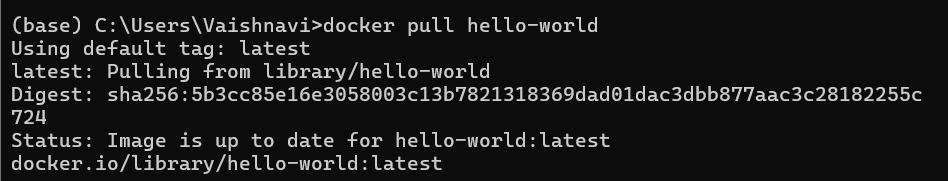 (base) C:\Users\Vaishnavi>docker pull hello-world
Using default tag: latest
latest: Pulling from library/hello-world
Digest: sha256:5b3cc85e16e3058003c13b7821318369dad01dac3dbb877aac3c28182255c
724
Status: Image is up to date for hello-world:latest
docker.io/library/hello-world:latest